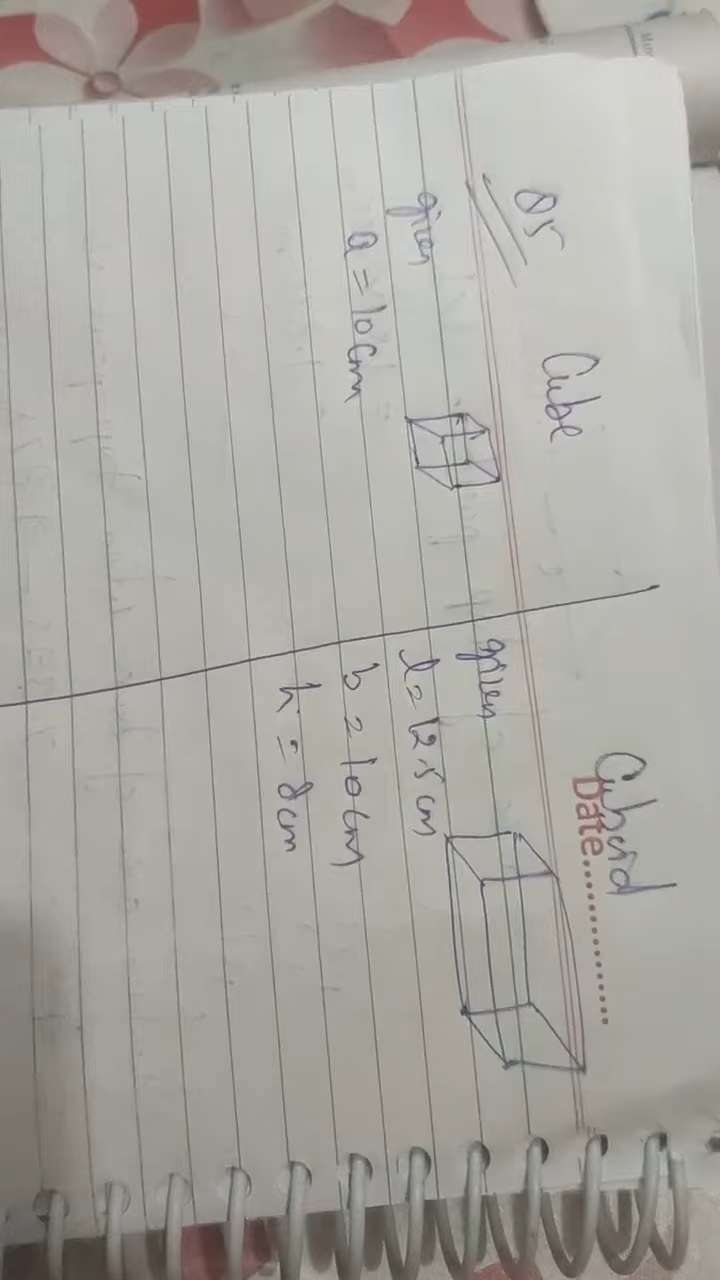 Q5
Cube
given
a = 10 cm
Cuboid
Date..............
given
l = 12.5 cm
b = 10 cm
h = 8 cm